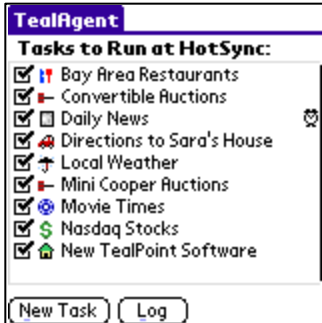 TealAgent
Tasks to Run at HotSync:
Bay Area Restaurants
Convertible Auctions
Daily News
Directions to Sara's House
Local Weather
Mini Cooper Auctions
Movie Times
Nasdaq Stocks
New TealPoint Software
New Task Log